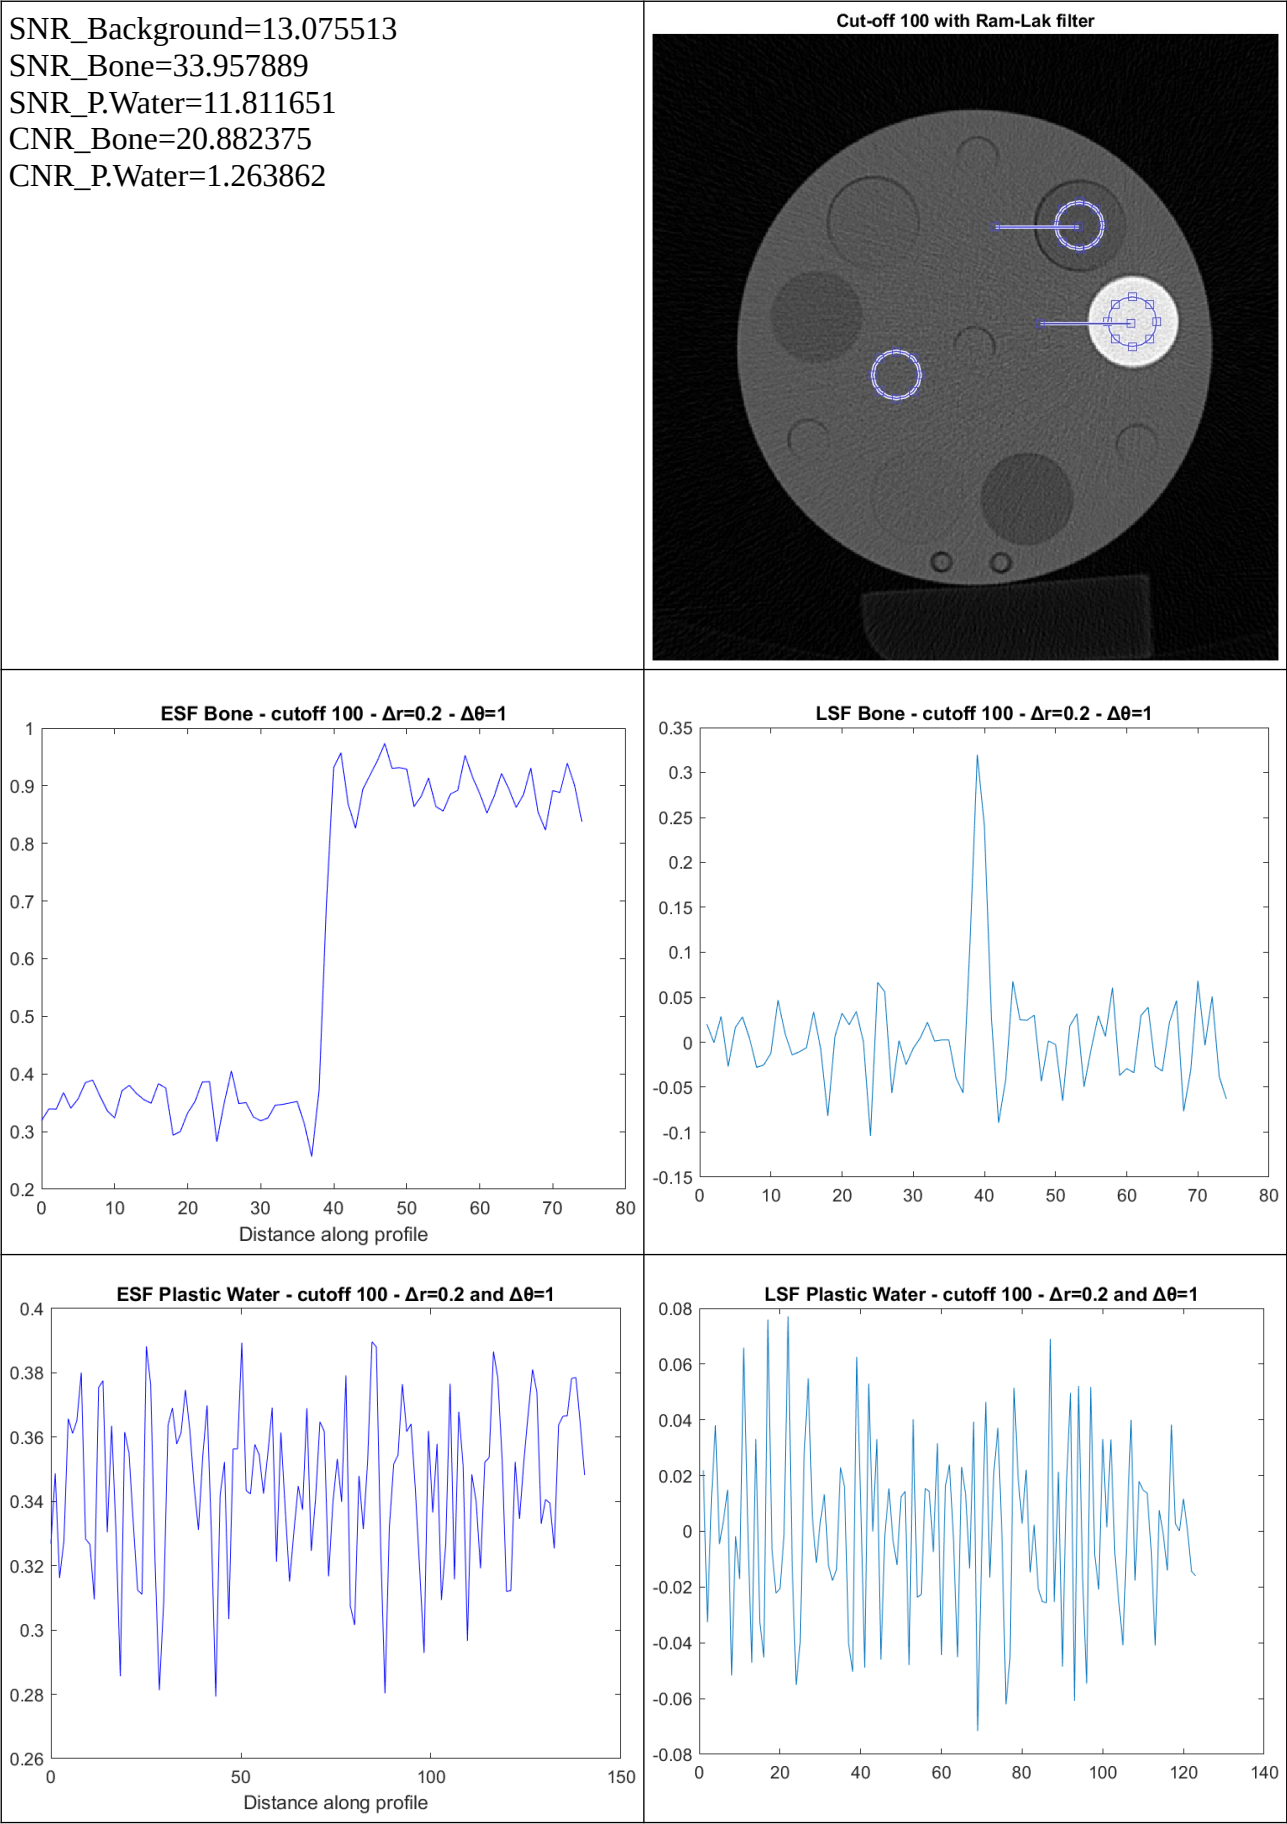 SNR_Background=13.075513
SNR_Bone=33.957889
SNR_P.Water=11.811651
CNR_Bone=20.882375
CNR_P.Water=1.263862
Cut-off 100 with Ram-Lak filter
ESF Bone - cutoff 100 - Δr=0.2 - Δθ=1
1
0.9
0.8
0.7
0.6
0.5
0.4
0.3
0.2
0 10 20 30 40 50 60 70 80
Distance along profile
LSF Bone - cutoff 100 - Δr=0.2 - Δθ=1
0.35
0.3
0.25
0.2
0.15
0.1
0.05
0
-0.05
-0.1
-0.15
0 10 20 30 40 50 60 70 80
ESF Plastic Water - cutoff 100 - Δr=0.2 and Δθ=1
0.4
0.38
0.36
0.34
0.32
0.3
0.28
0.26
0 50 100 150
Distance along profile
LSF Plastic Water - cutoff 100 - Δr=0.2 and Δθ=1
0.08
0.06
0.04
0.02
0
-0.02
-0.04
-0.06
-0.08
0 20 40 60 80 100 120 140